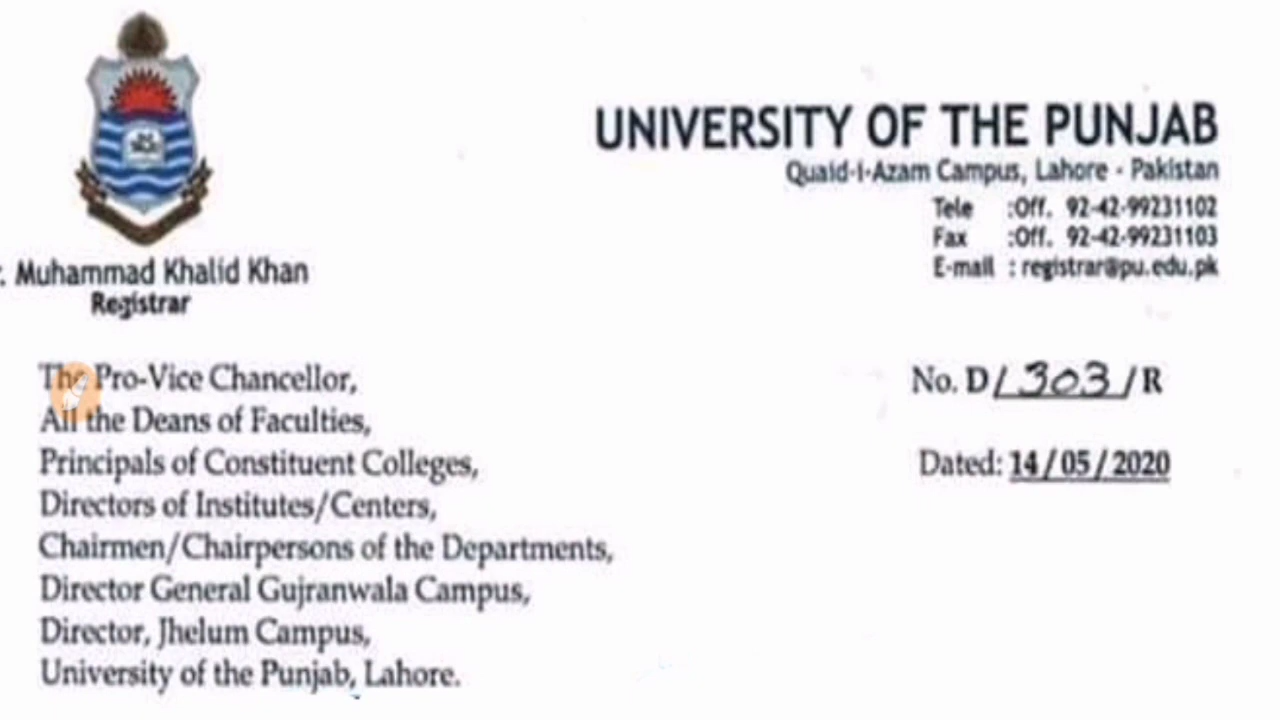 UNIVERSITY OF THE PUNJAB
Quaid-i-Azam Campus, Lahore - Pakistan
Tele :Off. 92-42-99231102
Fax :Off. 92-42-99231103
E-mail : registrar@pu.edu.pk
. Muhammad Khalid Khan
Registrar
The Pro-Vice Chancellor,
All the Deans of Faculties,
Principals of Constituent Colleges,
Directors of Institutes/Centers,
Chairmen/Chairpersons of the Departments,
Director General Gujranwala Campus,
Director, Jhelum Campus,
University of the Punjab, Lahore.
No. D/ 303 /R
Dated: 14/05/2020